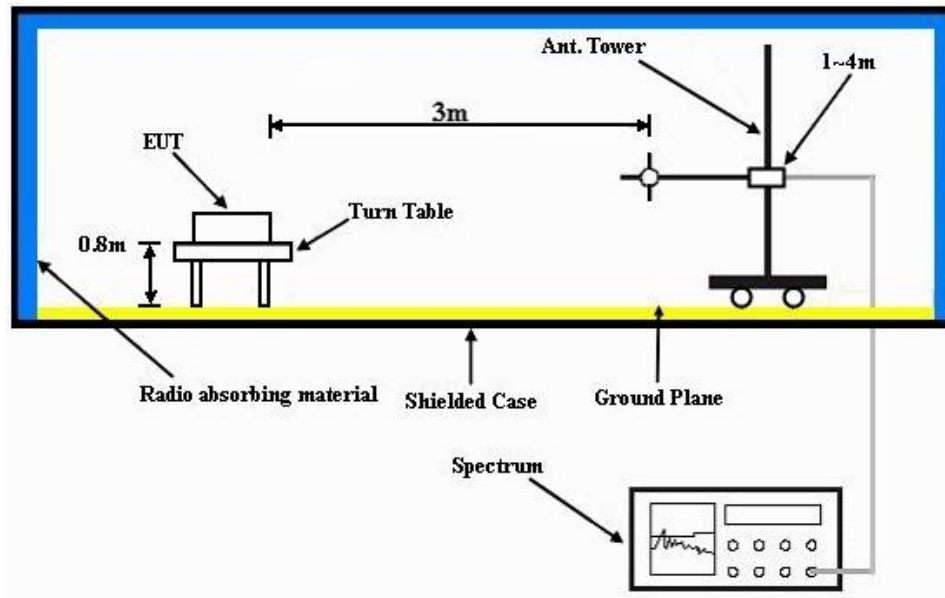 Ant. Tower
1~4m
3m
EUT
Turn Table
0.8m
Radio absorbing material
Shielded Case
Ground Plane
Spectrum